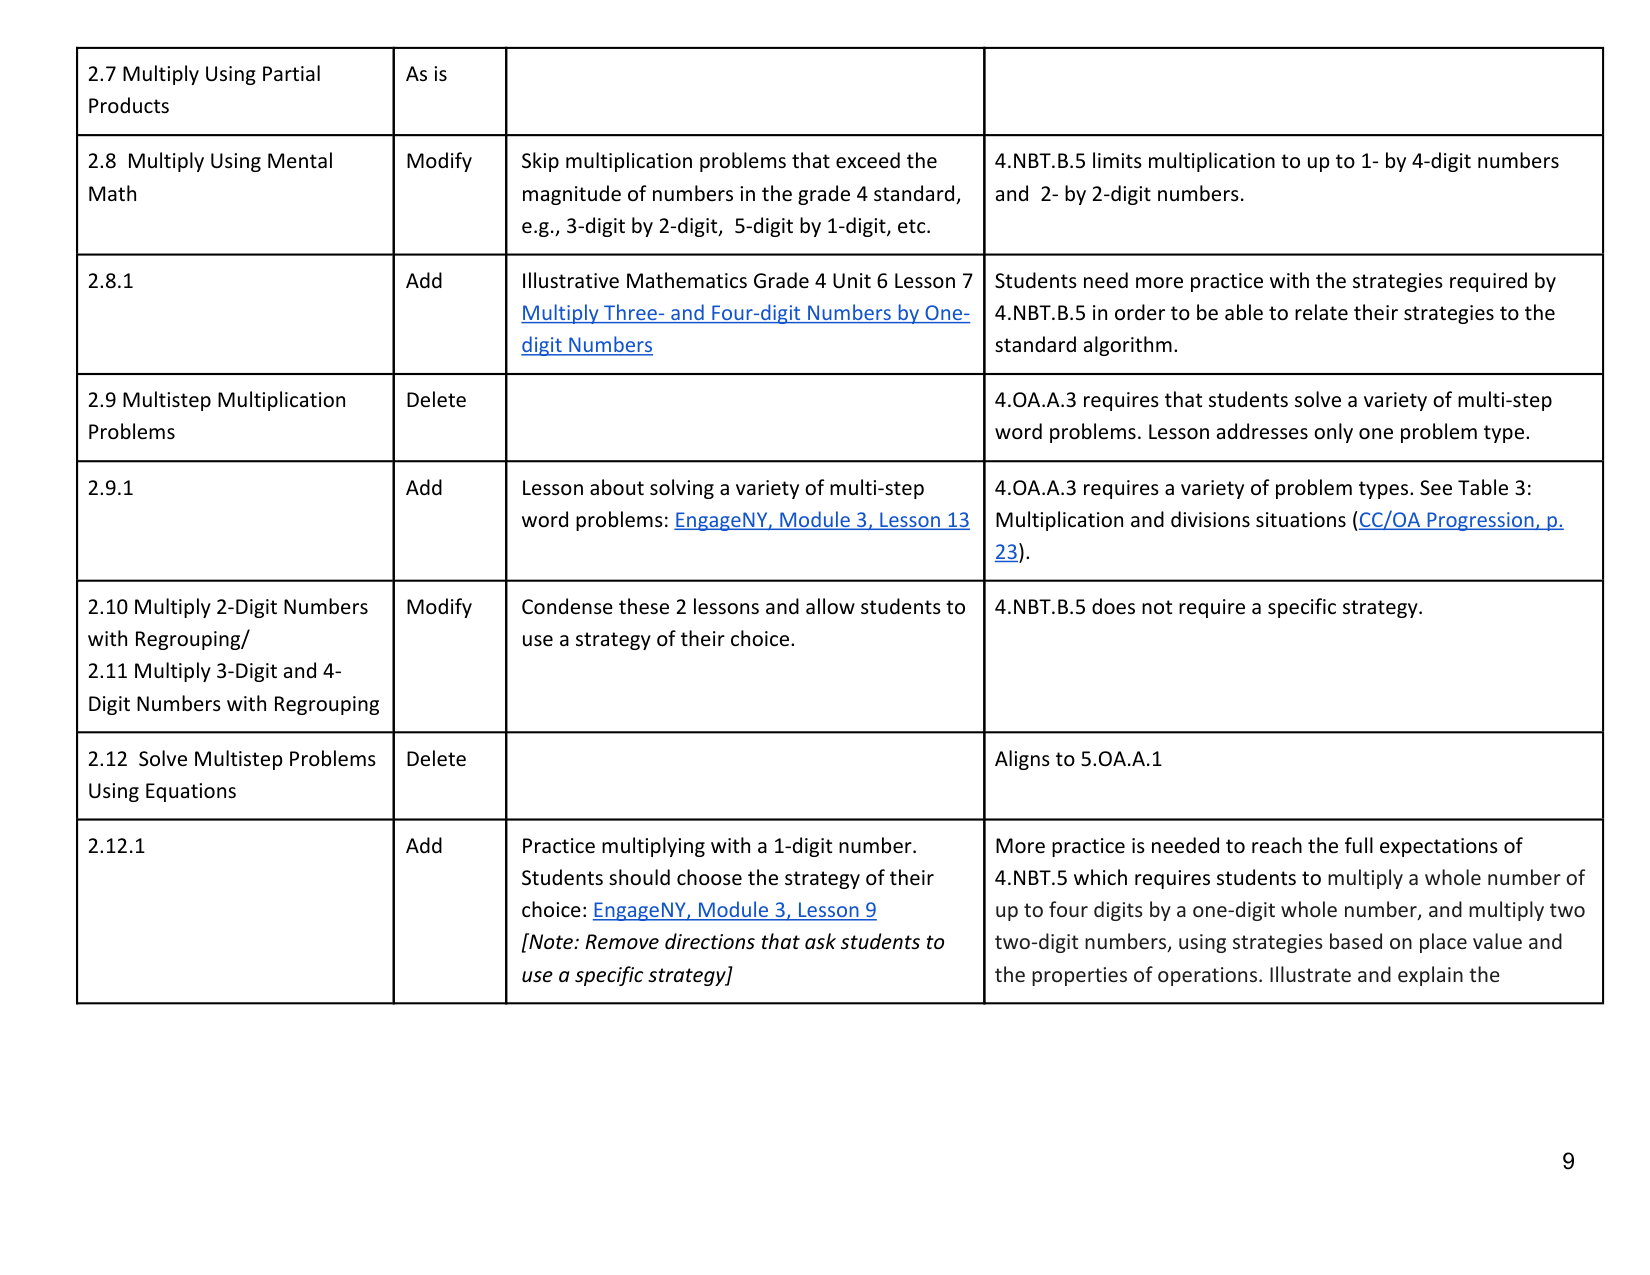 2.7 Multiply Using Partial
Products
As is
2.8  Multiply Using Mental
Math
Modify
Skip multiplication problems that exceed the
magnitude of numbers in the grade 4 standard,
e.g., 3-digit by 2-digit,  5-digit by 1-digit, etc.
4.NBT.B.5 limits multiplication to up to 1- by 4-digit numbers
and  2- by 2-digit numbers.
2.8.1
Add
Illustrative Mathematics Grade 4 Unit 6 Lesson 7
Multiply Three- and Four-digit Numbers by One-
digit Numbers
Students need more practice with the strategies required by
4.NBT.B.5 in order to be able to relate their strategies to the
standard algorithm.
2.9 Multistep Multiplication
Problems
Delete
4.OA.A.3 requires that students solve a variety of multi-step
word problems. Lesson addresses only one problem type.
2.9.1
Add
Lesson about solving a variety of multi-step
word problems: EngageNY, Module 3, Lesson 13
4.OA.A.3 requires a variety of problem types. See Table 3:
Multiplication and divisions situations (CC/OA Progression, p.
23).
2.10 Multiply 2-Digit Numbers
with Regrouping/
2.11 Multiply 3-Digit and 4-
Digit Numbers with Regrouping
Modify
Condense these 2 lessons and allow students to
use a strategy of their choice.
4.NBT.B.5 does not require a specific strategy.
2.12  Solve Multistep Problems
Using Equations
Delete
Aligns to 5.OA.A.1
2.12.1
Add
Practice multiplying with a 1-digit number.
Students should choose the strategy of their
choice: EngageNY, Module 3, Lesson 9
[Note: Remove directions that ask students to
use a specific strategy]
More practice is needed to reach the full expectations of
4.NBT.5 which requires students to multiply a whole number of
up to four digits by a one-digit whole number, and multiply two
two-digit numbers, using strategies based on place value and
the properties of operations. Illustrate and explain the
9